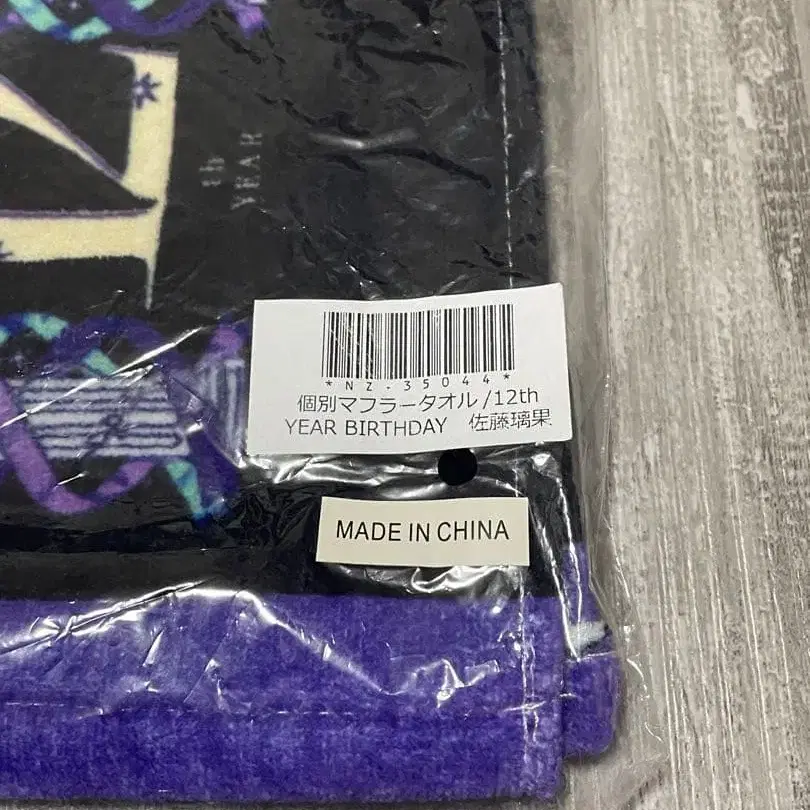 th
YEAR
*NZ-35044*
個別マフラータオル /12th
YEAR BIRTHDAY 佐藤璃果
MADE IN CHINA